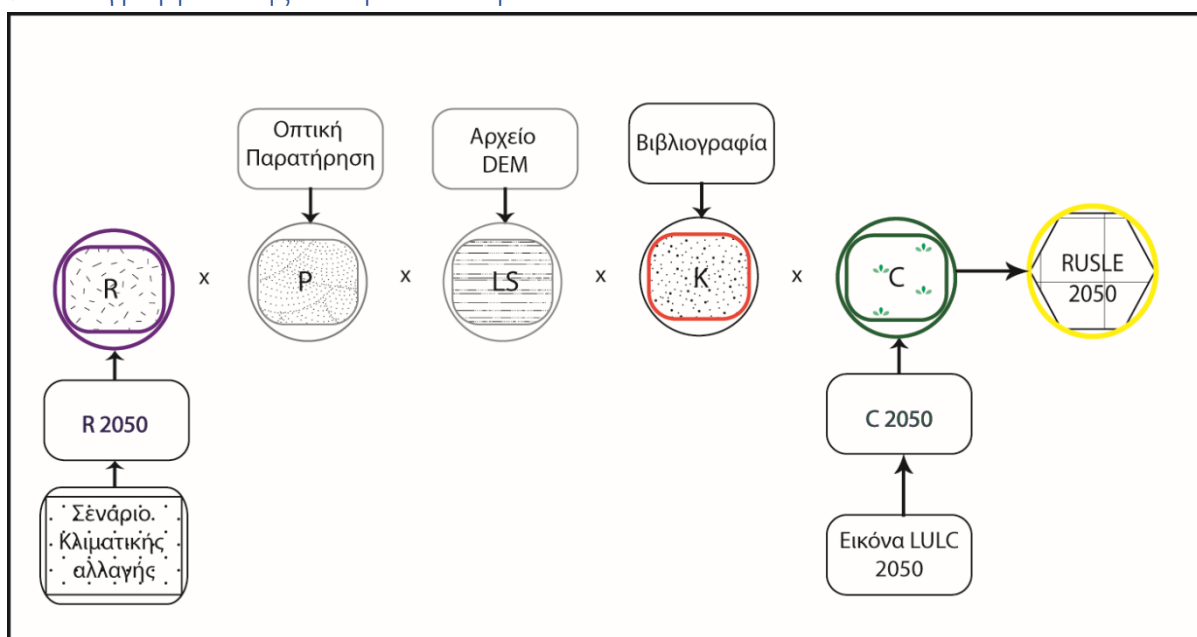 Οπτική
Παρατήρηση
Αρχείο
DEM
Βιβλιογραφία
R
x
P
x
LS
x
K
x
C
RUSLE
2050
R 2050
C 2050
Σενάριο
Κλιματικής
αλλαγής
Εικόνα LULC
2050